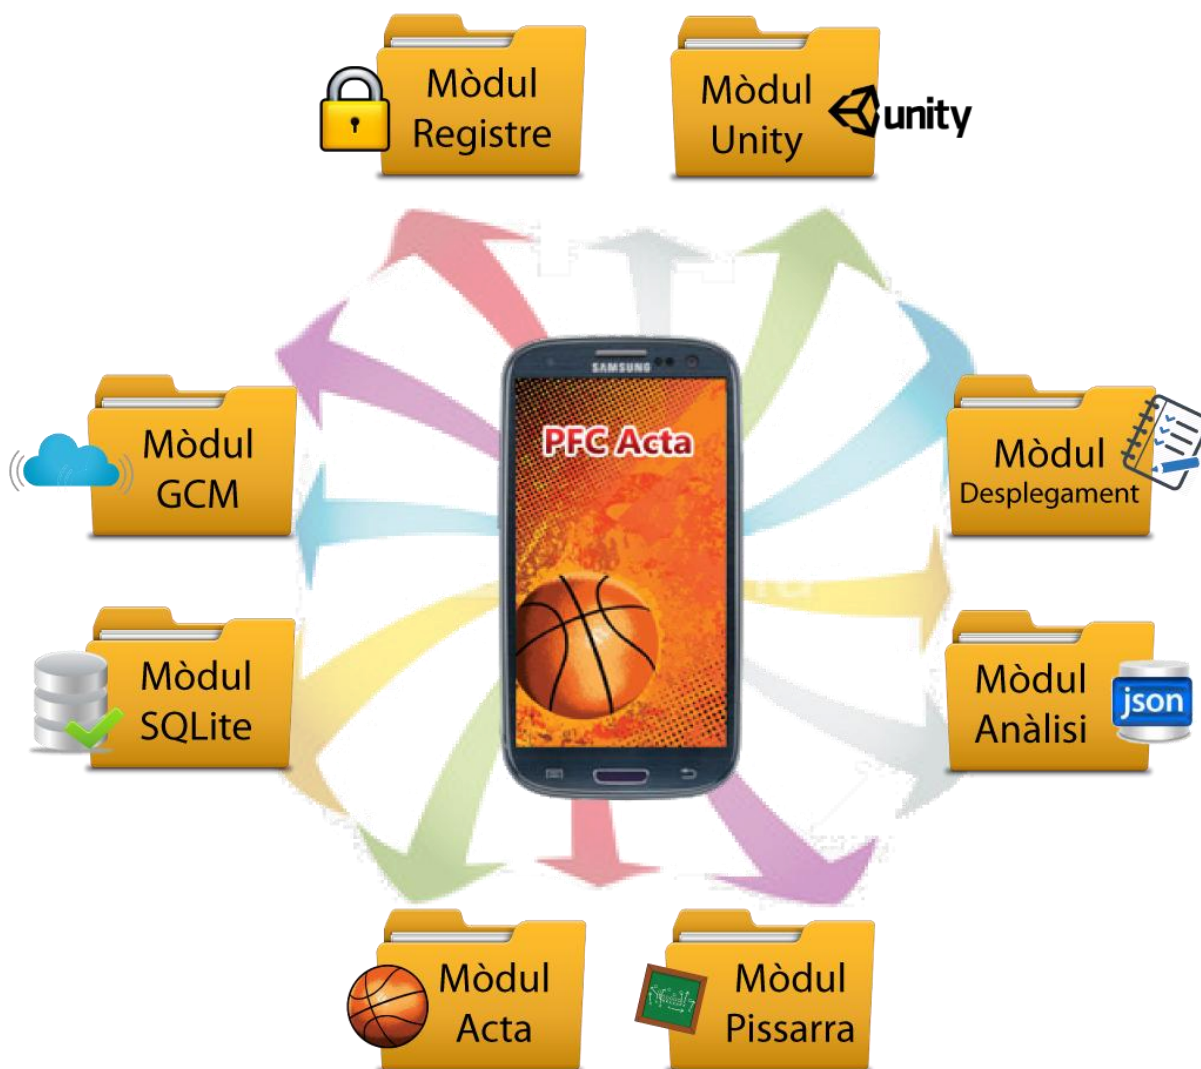 Mòdul
Registre
Mòdul
Unity
unity
SAMSUNG
PFC Acta
Mòdul
GCM
Mòdul
Desplegament
Mòdul
SQLite
Mòdul
Anàlisi
json
Mòdul
Acta
Mòdul
Pissarra